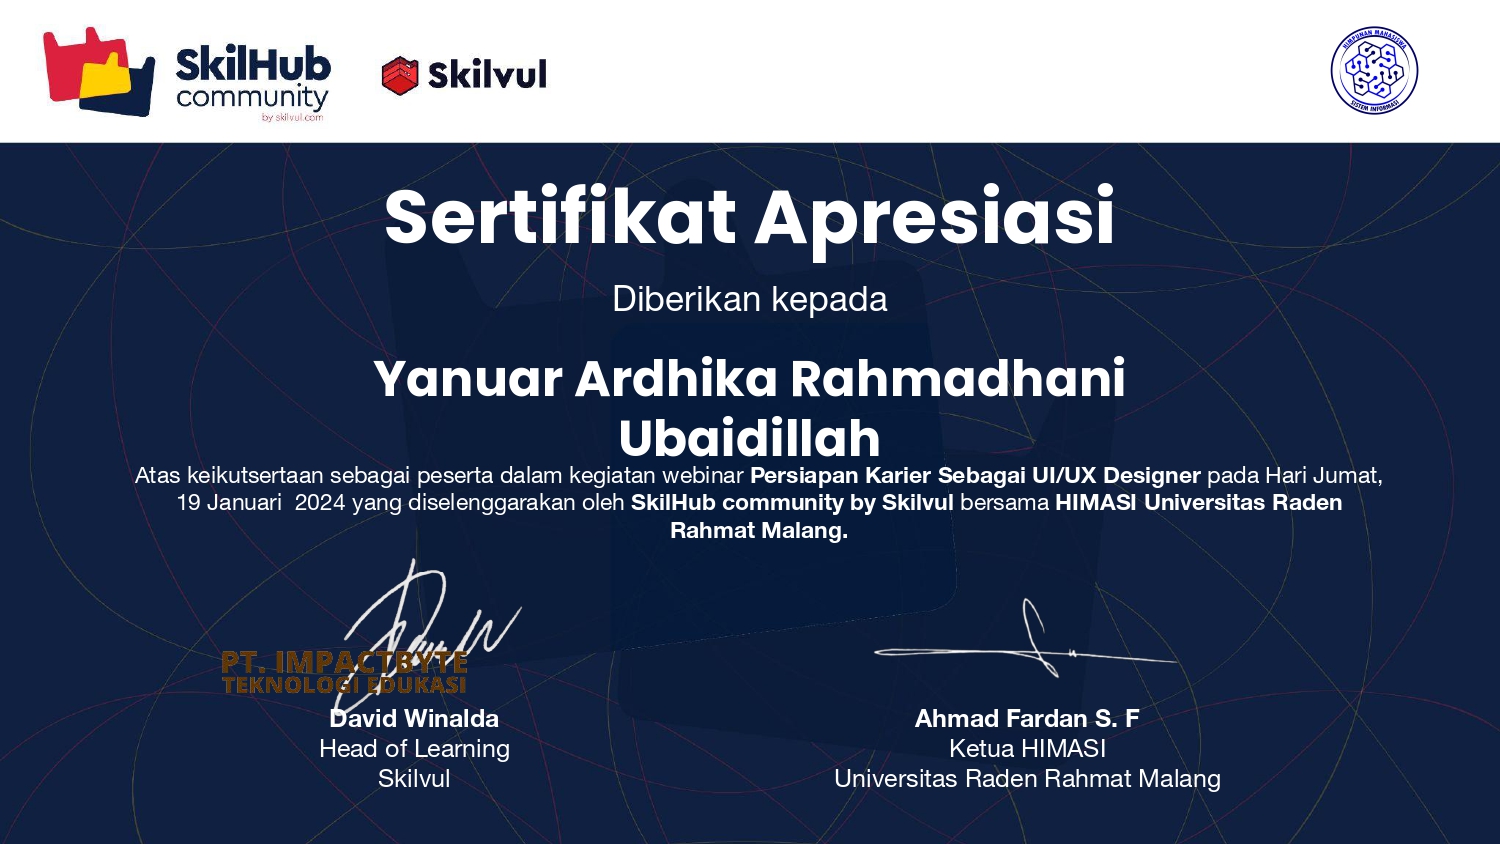 SkilHub
community
by skilvul.com
Skilvul
HIMPUNAN MAHASISWA
SISTEM INFORMASI
Sertifikat Apresiasi
Diberikan kepada
Yanuar Ardhika Rahmadhani
Ubaidillah
Atas keikutsertaan sebagai peserta dalam kegiatan webinar Persiapan Karier Sebagai UI/UX Designer pada Hari Jumat,
19 Januari 2024 yang diselenggarakan oleh SkilHub community by Skilvul bersama HIMASI Universitas Raden
Rahmat Malang.
PT. IMPACTBYTE
TEKNOLOGI EDUKASI
David Winalda
Head of Learning
Skilvul
Ahmad Fardan S. F
Ketua HIMASI
Universitas Raden Rahmat Malang